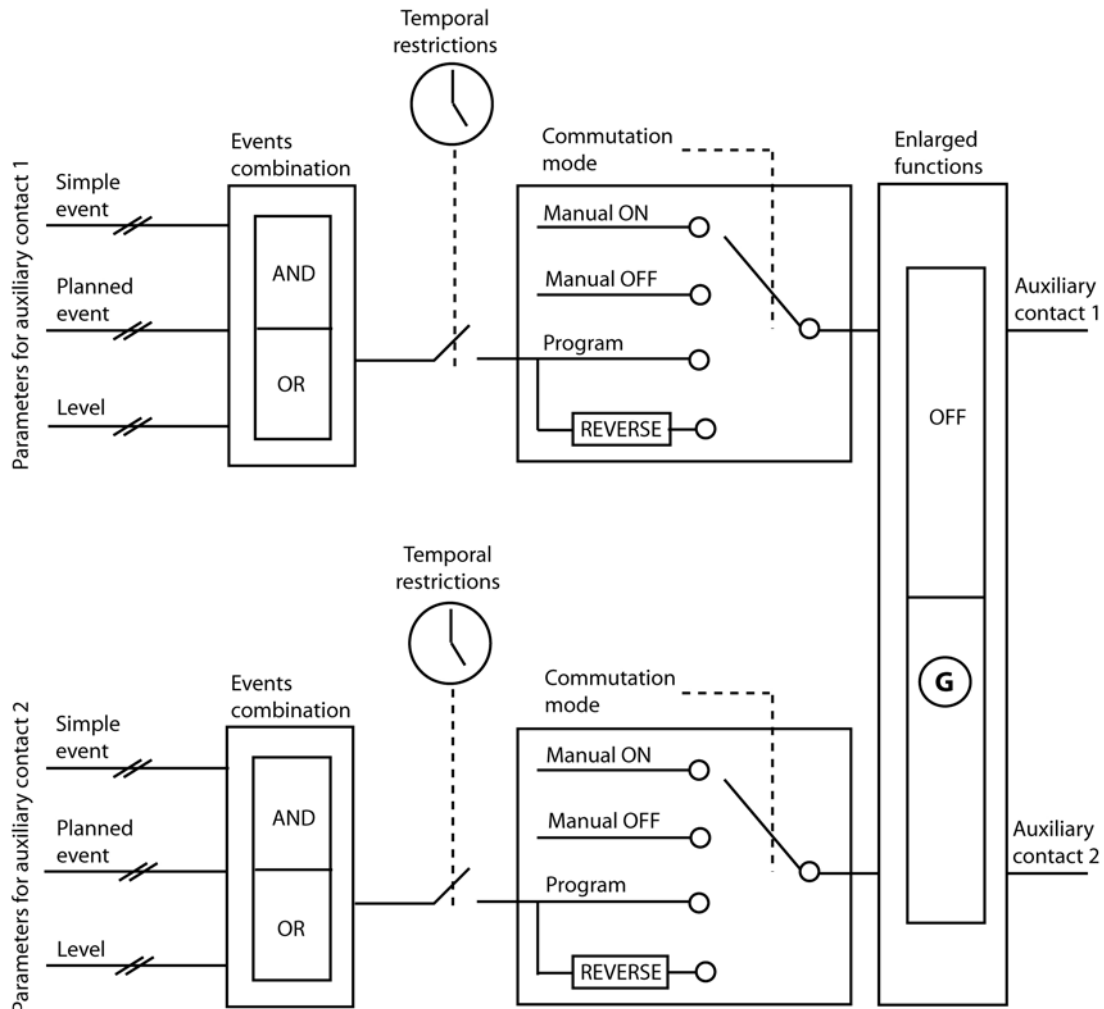 Temporal
restrictions
Parameters for auxiliary contact 1
Simple
event
Planned
event
Level
Events
combination
AND
OR
Commutation
mode
Manual ON
Manual OFF
Program
REVERSE
Enlarged
functions
OFF
G
Auxiliary
contact 1
Temporal
restrictions
Parameters for auxiliary contact 2
Simple
event
Planned
event
Level
Events
combination
AND
OR
Commutation
mode
Manual ON
Manual OFF
Program
REVERSE
Auxiliary
contact 2